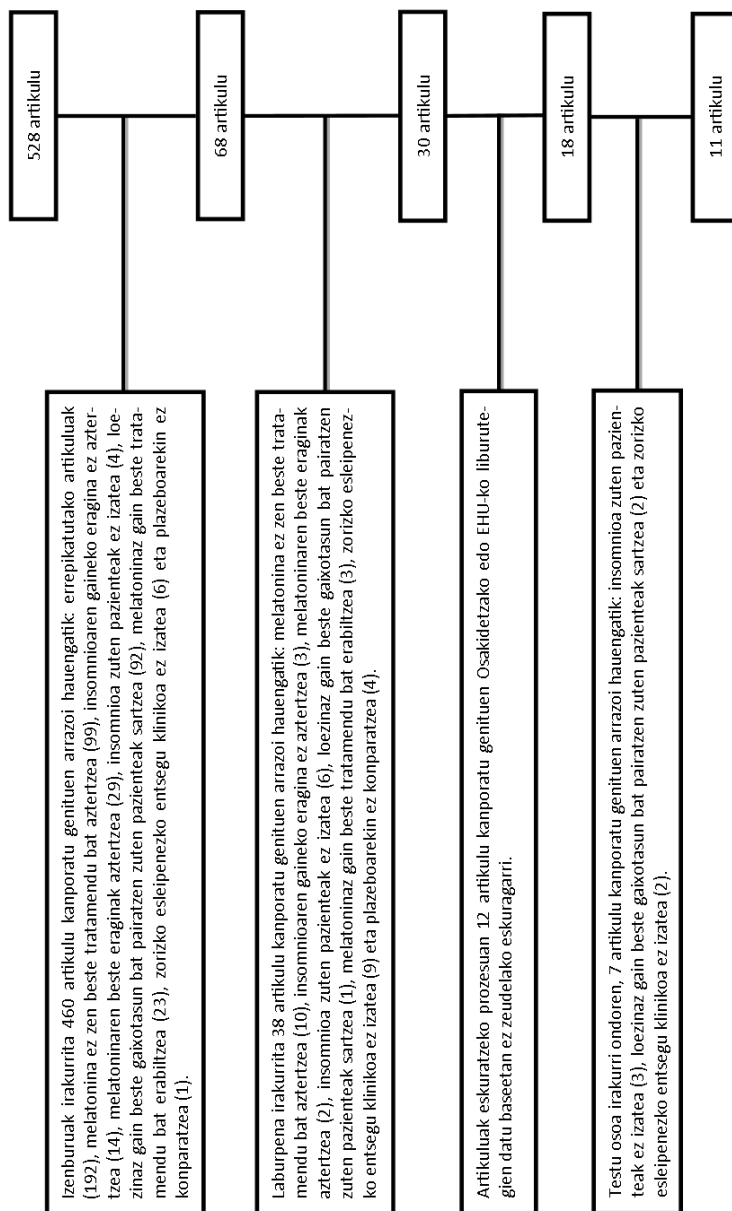 528 artikulu
Izenburuak irakurrita 460 artikulu kanporatu genituen arrazoi hauengatik: errepikatutako artikuluak
(192), melatonina ez zen beste tratamendu bat aztertzea (99), insomnioaren gaineko eragina ez azter-
tzea (14), melatoninaren beste eraginak aztertzea (29), insomnioa zuten pazienteak ez izatea (4), loe-
zinaz gain beste gaixotasun bat pairatzen zuten pazienteak sartzea (92), melatoninaz gain beste trata-
mendu bat erabiltzea (23), zorizko esleipenezko entsegu klinikoa ez izatea (6) eta plazeboarekin ez
konparatzea (1).
68 artikulu
Laburpena irakurrita 38 artikulu kanporatu genituen arrazoi hauengatik: melatonina ez zen beste trata-
mendu bat aztertzea (10), insomnioaren gaineko eragina ez aztertzea (3), melatoninaren beste eraginak
aztertzea (2), insomnioa zuten pazienteak ez izatea (6), loezinaz gain beste gaixotasun bat pairatzen
zuten pazienteak sartzea (1), melatoninaz gain beste tratamendu bat erabiltzea (3), zorizko esleipenez-
ko entsegu klinikoa ez izatea (9) eta plazeboarekin ez konparatzea (4).
30 artikulu
Artikuluak eskuratzeko prozesuan 12 artikulu kanporatu genituen Osakidetzako edo EHU-ko liburute-
gien datu baseetan ez zeudelako eskuragarri.
18 artikulu
Testu osoa irakurri ondoren, 7 artikulu kanporatu genituen arrazoi hauengatik: insomnioa zuten pazien-
teak ez izatea (3), loezinaz gain beste gaixotasun bat pairatzen zuten pazienteak sartzea (2) eta zorizko
esleipenezko entsegu klinikoa ez izatea (2).
11 artikulu